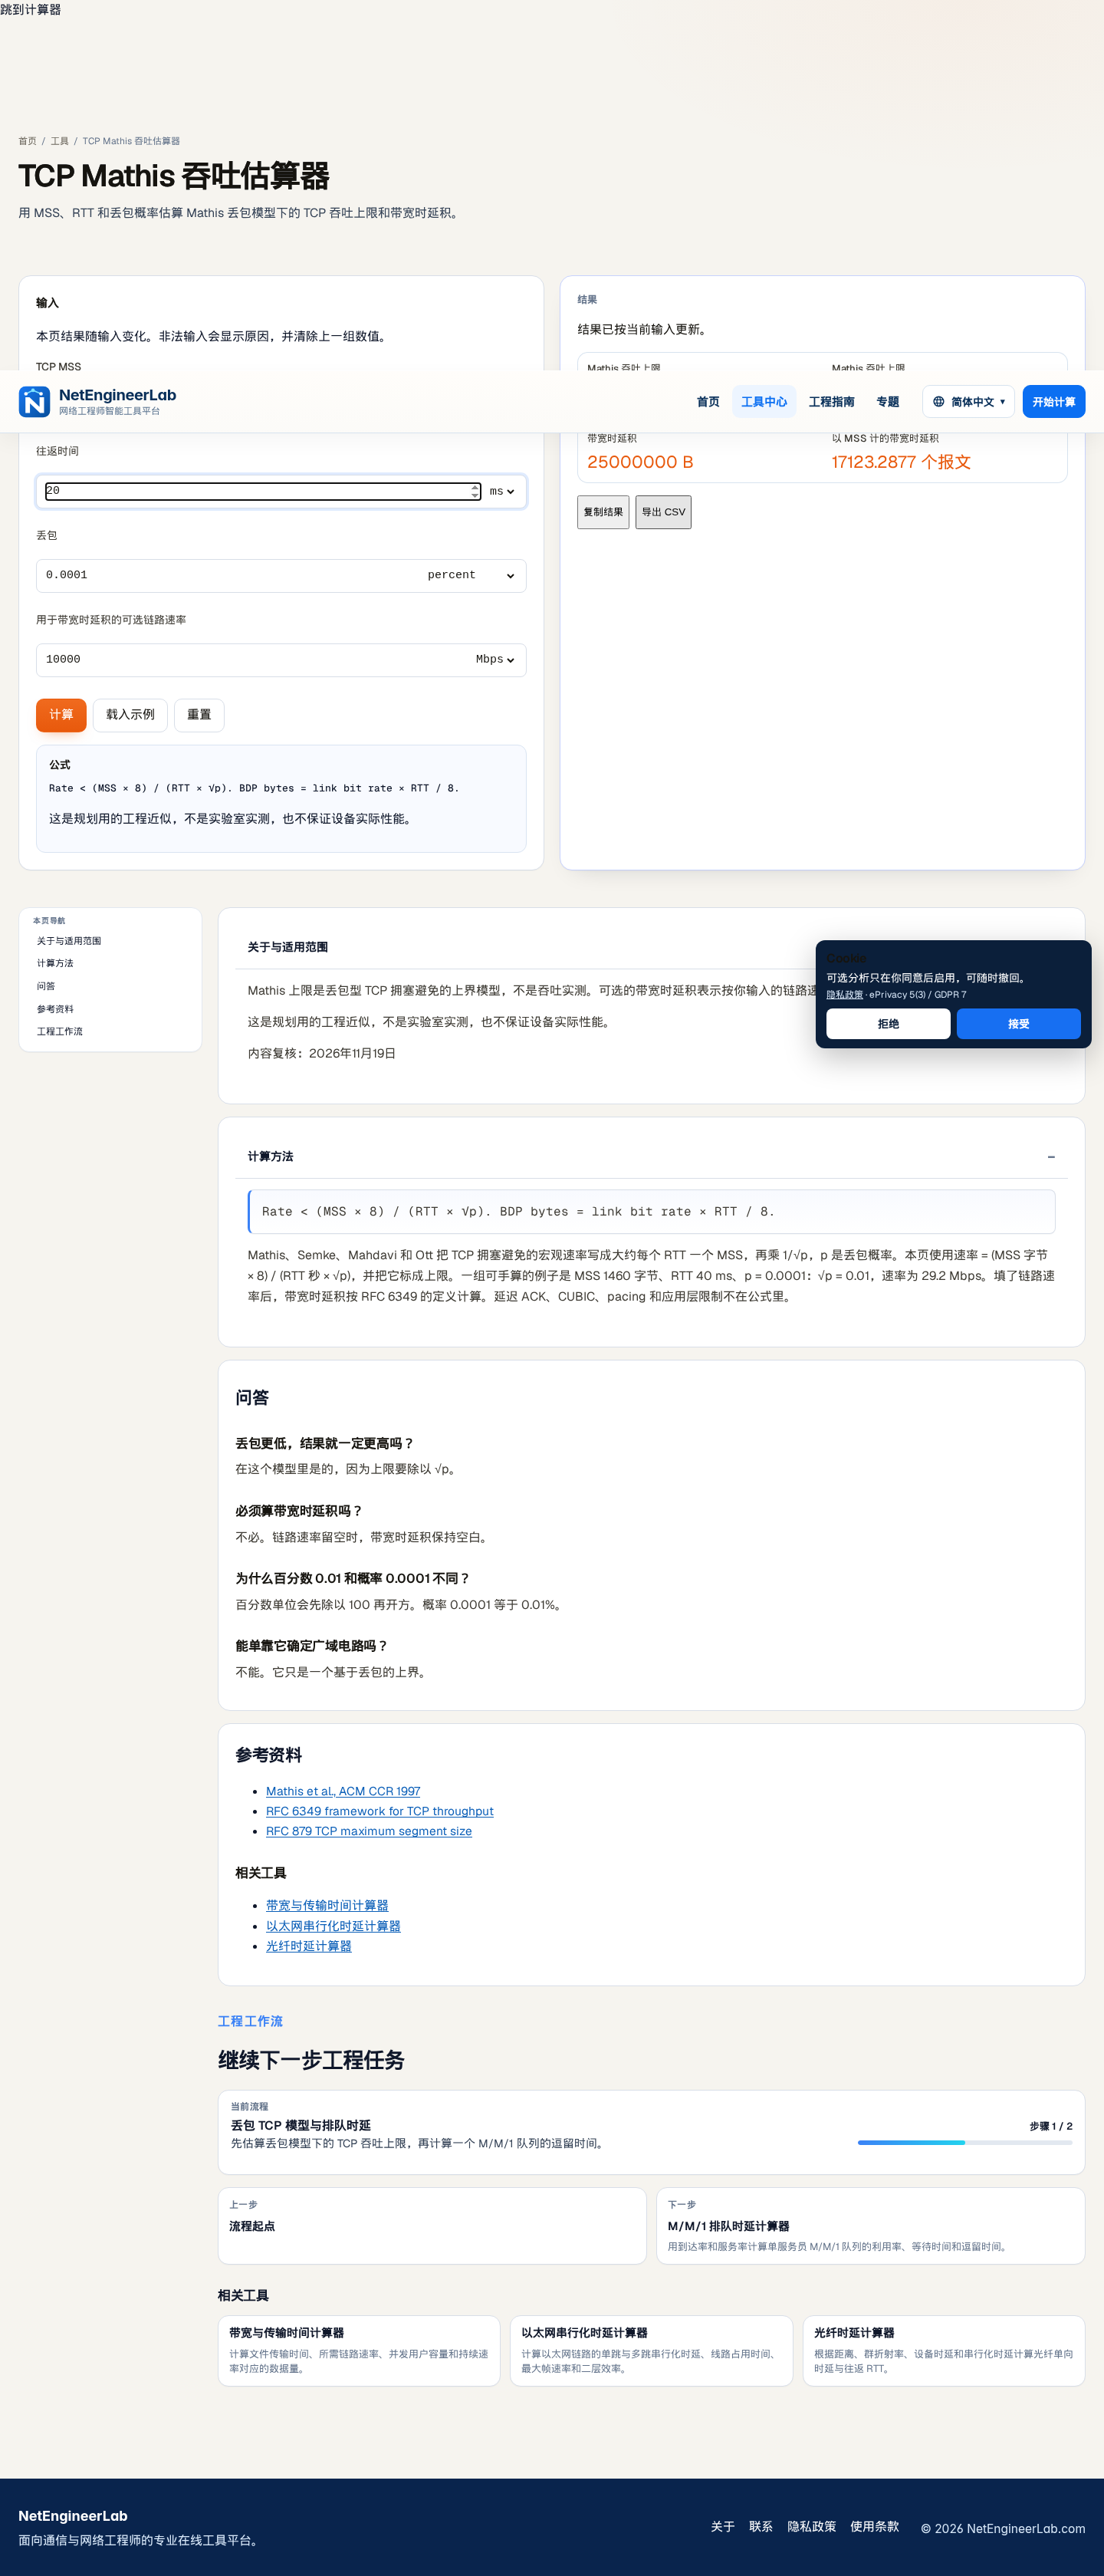 跳到计算器
首页 / 工具 / TCP Mathis 吞吐估算器
TCP Mathis 吞吐估算器
用 MSS、RTT 和丢包概率估算 Mathis 丢包模型下的 TCP 吞吐上限和带宽时延积。
输入
本页结果随输入变化。非法输入会显示原因，并清除上一组数值。
TCP MSS
结果
结果已按当前输入更新。
Mathis 吞吐上限
Mathis 吞吐上限
NetEngineerLab
网络工程师智能工具平台
首页
工具中心
工程指南
专题
简体中文 ▾
开始计算
往返时间
20
ms
丢包
0.0001
percent
用于带宽时延积的可选链路速率
10000
Mbps
计算
载入示例
重置
公式
Rate < (MSS × 8) / (RTT × √p). BDP bytes = link bit rate × RTT / 8.
这是规划用的工程近似，不是实验室实测，也不保证设备实际性能。
带宽时延积
25000000 B
以 MSS 计的带宽时延积
17123.2877 个报文
复制结果
导出 CSV
本页导航
关于与适用范围
计算方法
问答
参考资料
工程工作流
关于与适用范围
Mathis 上限是丢包型 TCP 拥塞避免的上界模型，不是吞吐实测。可选的带宽时延积表示按你输入的链路速
这是规划用的工程近似，不是实验室实测，也不保证设备实际性能。
内容复核：2026年11月19日
Cookie
可选分析只在你同意后启用，可随时撤回。
隐私政策 · ePrivacy 5(3) / GDPR 7
拒绝
接受
计算方法
−
Rate < (MSS × 8) / (RTT × √p). BDP bytes = link bit rate × RTT / 8.
Mathis、Semke、Mahdavi 和 Ott 把 TCP 拥塞避免的宏观速率写成大约每个 RTT 一个 MSS，再乘 1/√p，p 是丢包概率。本页使用速率 = (MSS 字节
× 8) / (RTT 秒 × √p)，并把它标成上限。一组可手算的例子是 MSS 1460 字节、RTT 40 ms、p = 0.0001：√p = 0.01，速率为 29.2 Mbps。填了链路速
率后，带宽时延积按 RFC 6349 的定义计算。延迟 ACK、CUBIC、pacing 和应用层限制不在公式里。
问答
丢包更低，结果就一定更高吗？
在这个模型里是的，因为上限要除以 √p。
必须算带宽时延积吗？
不必。链路速率留空时，带宽时延积保持空白。
为什么百分数 0.01 和概率 0.0001 不同？
百分数单位会先除以 100 再开方。概率 0.0001 等于 0.01%。
能单靠它确定广域电路吗？
不能。它只是一个基于丢包的上界。
参考资料
Mathis et al., ACM CCR 1997
RFC 6349 framework for TCP throughput
RFC 879 TCP maximum segment size
相关工具
带宽与传输时间计算器
以太网串行化时延计算器
光纤时延计算器
工程工作流
继续下一步工程任务
当前流程
丢包 TCP 模型与排队时延
先估算丢包模型下的 TCP 吞吐上限，再计算一个 M/M/1 队列的逗留时间。
步骤 1 / 2
上一步
流程起点
下一步
M/M/1 排队时延计算器
用到达率和服务率计算单服务员 M/M/1 队列的利用率、等待时间和逗留时间。
相关工具
带宽与传输时间计算器
计算文件传输时间、所需链路速率、并发用户容量和持续速
率对应的数据量。
以太网串行化时延计算器
计算以太网链路的单跳与多跳串行化时延、线路占用时间、
最大帧速率和二层效率。
光纤时延计算器
根据距离、群折射率、设备时延和串行化时延计算光纤单向
时延与往返 RTT。
NetEngineerLab
面向通信与网络工程师的专业在线工具平台。
关于
联系
隐私政策
使用条款
© 2026 NetEngineerLab.com